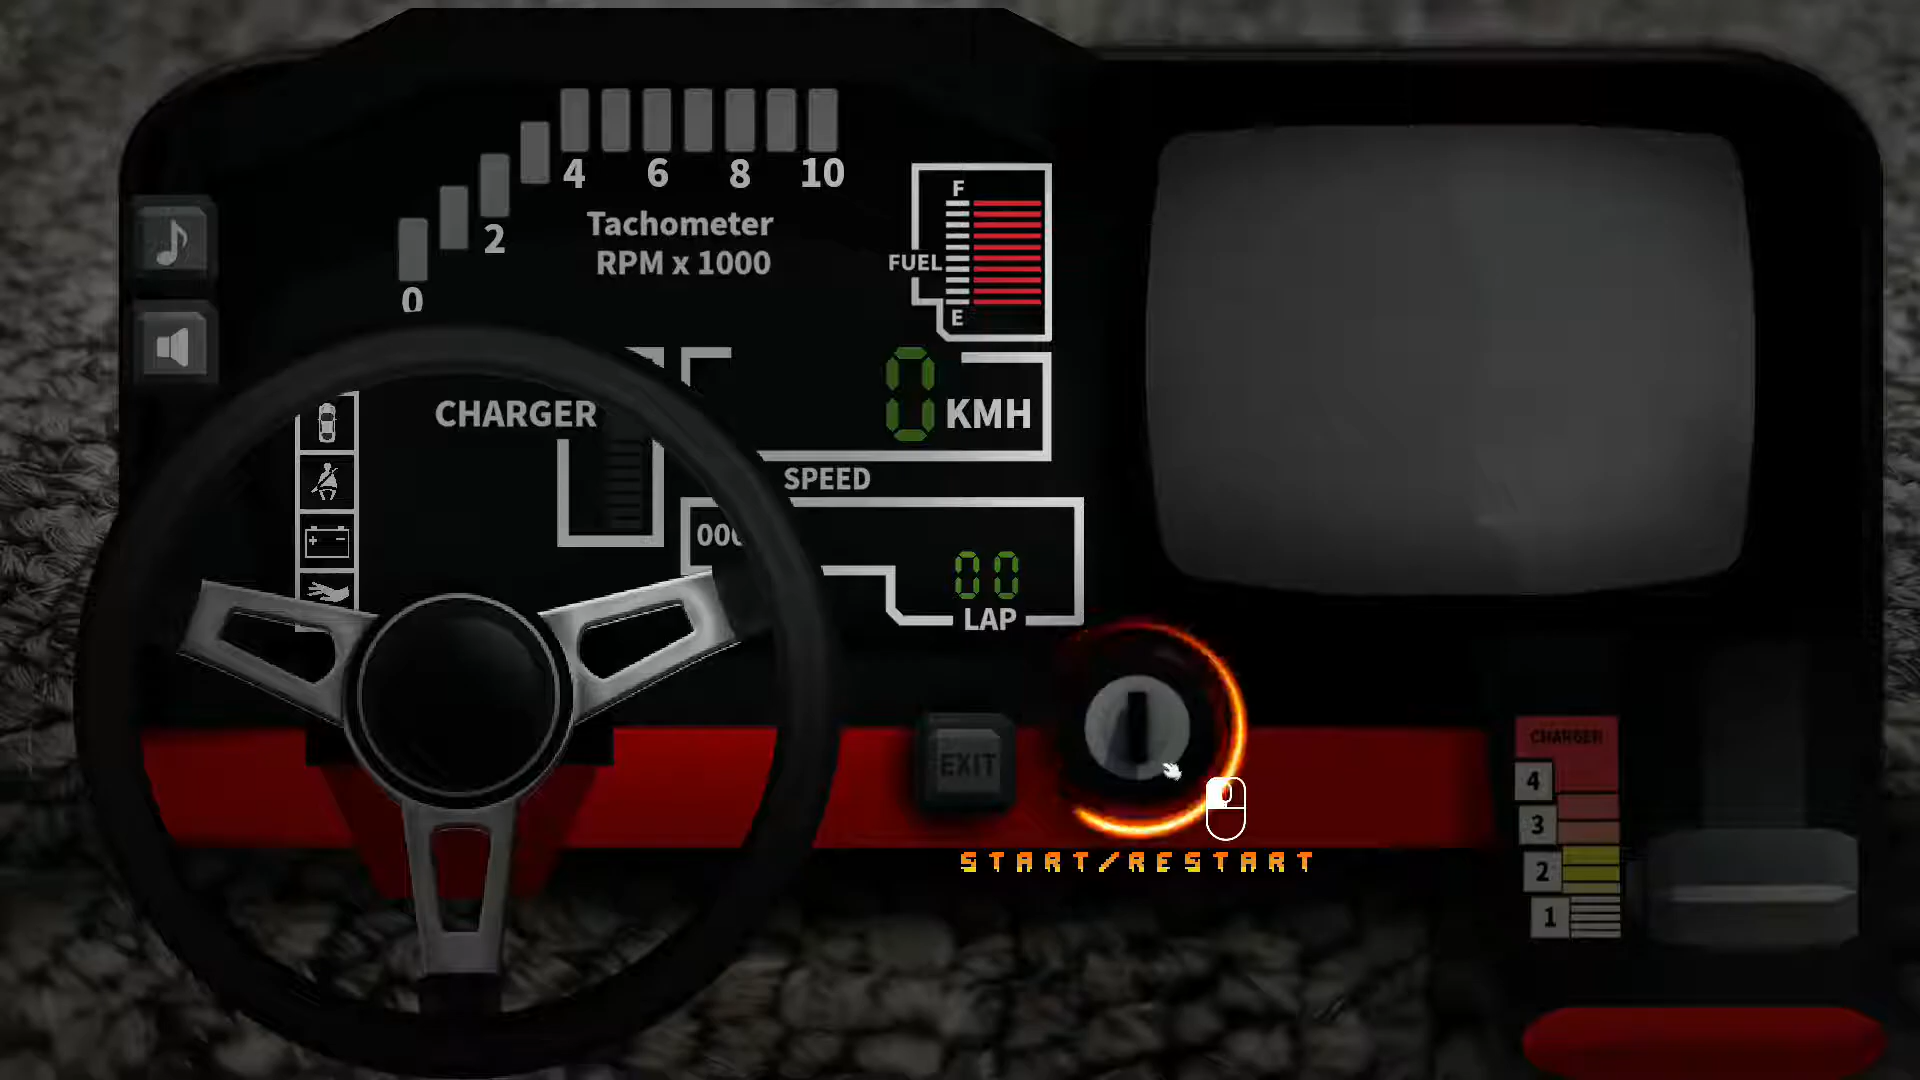 4 6 8 10
2
0
Tachometer
RPM x 1000
F
FUEL
E
CHARGER
0 KMH
SPEED
00
LAP
EXIT
START/RESTART
CHARGER
4
3
2
1